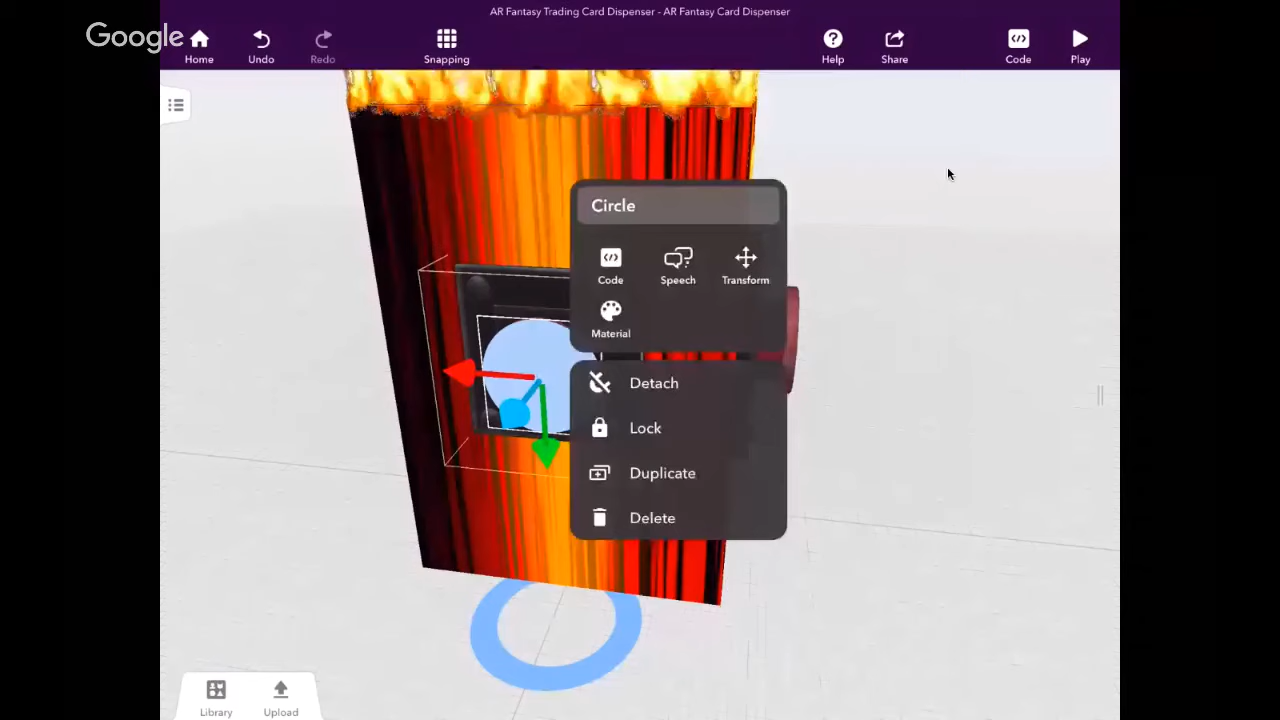 AR Fantasy Trading Card Dispenser - AR Fantasy Card Dispenser
Google
Home
Undo
Redo
Snapping
Help
Share
Code
Play
Circle
Code
Speech
Transform
Material
Detach
Lock
Duplicate
Delete
Library
Upload